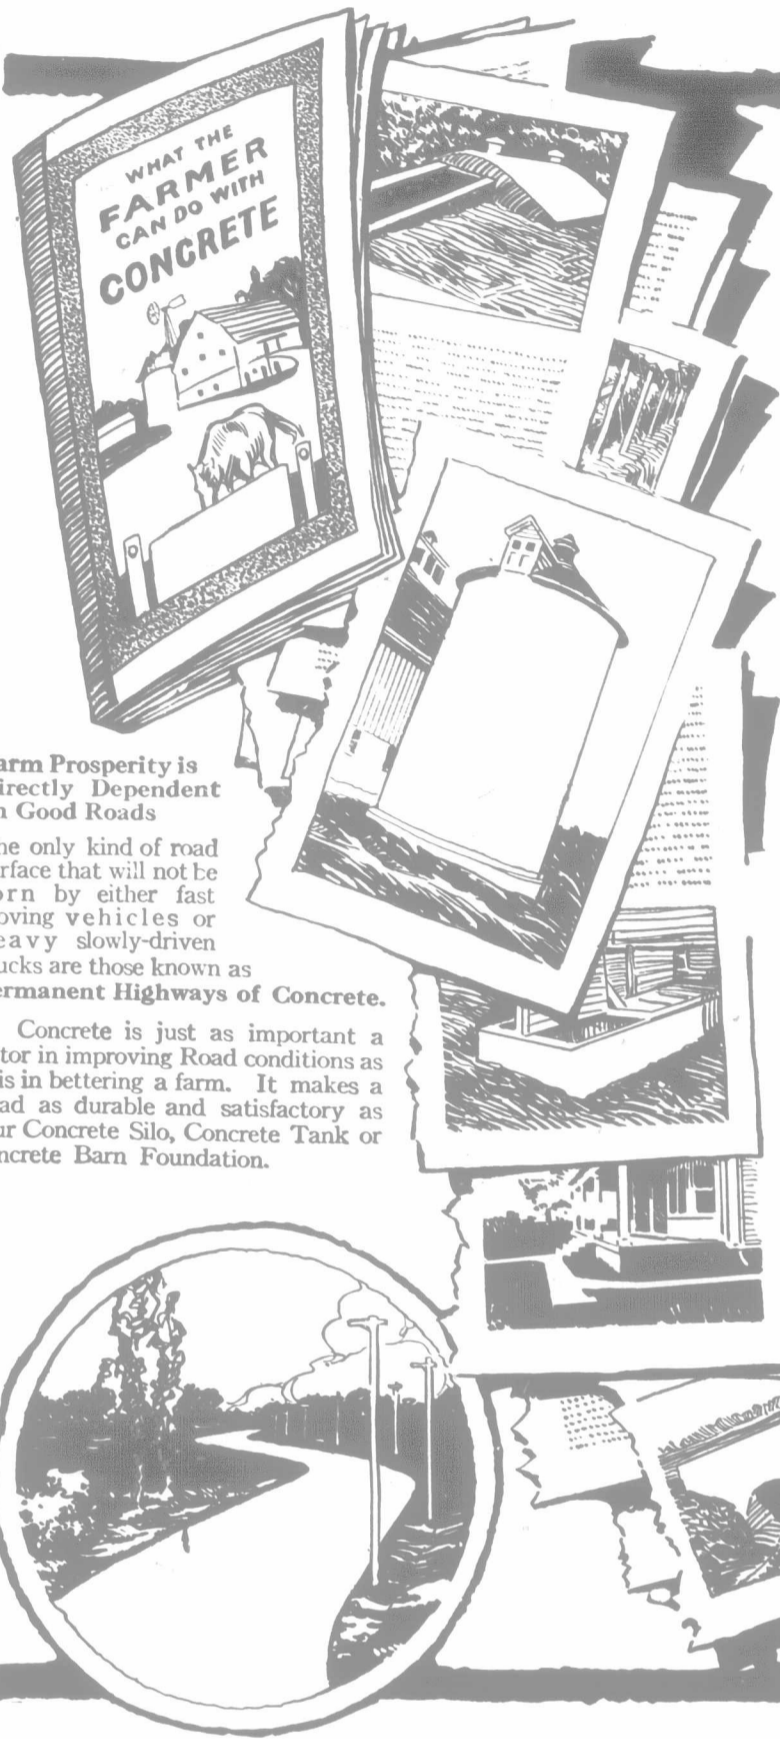 WHAT THE
FARMER
CAN DO WITH
CONCRETE
arm Prosperity is
irectly Dependent
n Good Roads
he only kind of road
rface that will not be
orn by either fast
oving vehicles or
eavy slowly-driven
ucks are those known as
ermanent Highways of Concrete.
Concrete is just as important a
tor in improving Road conditions as
is in bettering a farm. It makes a
ad as durable and satisfactory as
ur Concrete Silo, Concrete Tank or
ncrete Barn Foundation.